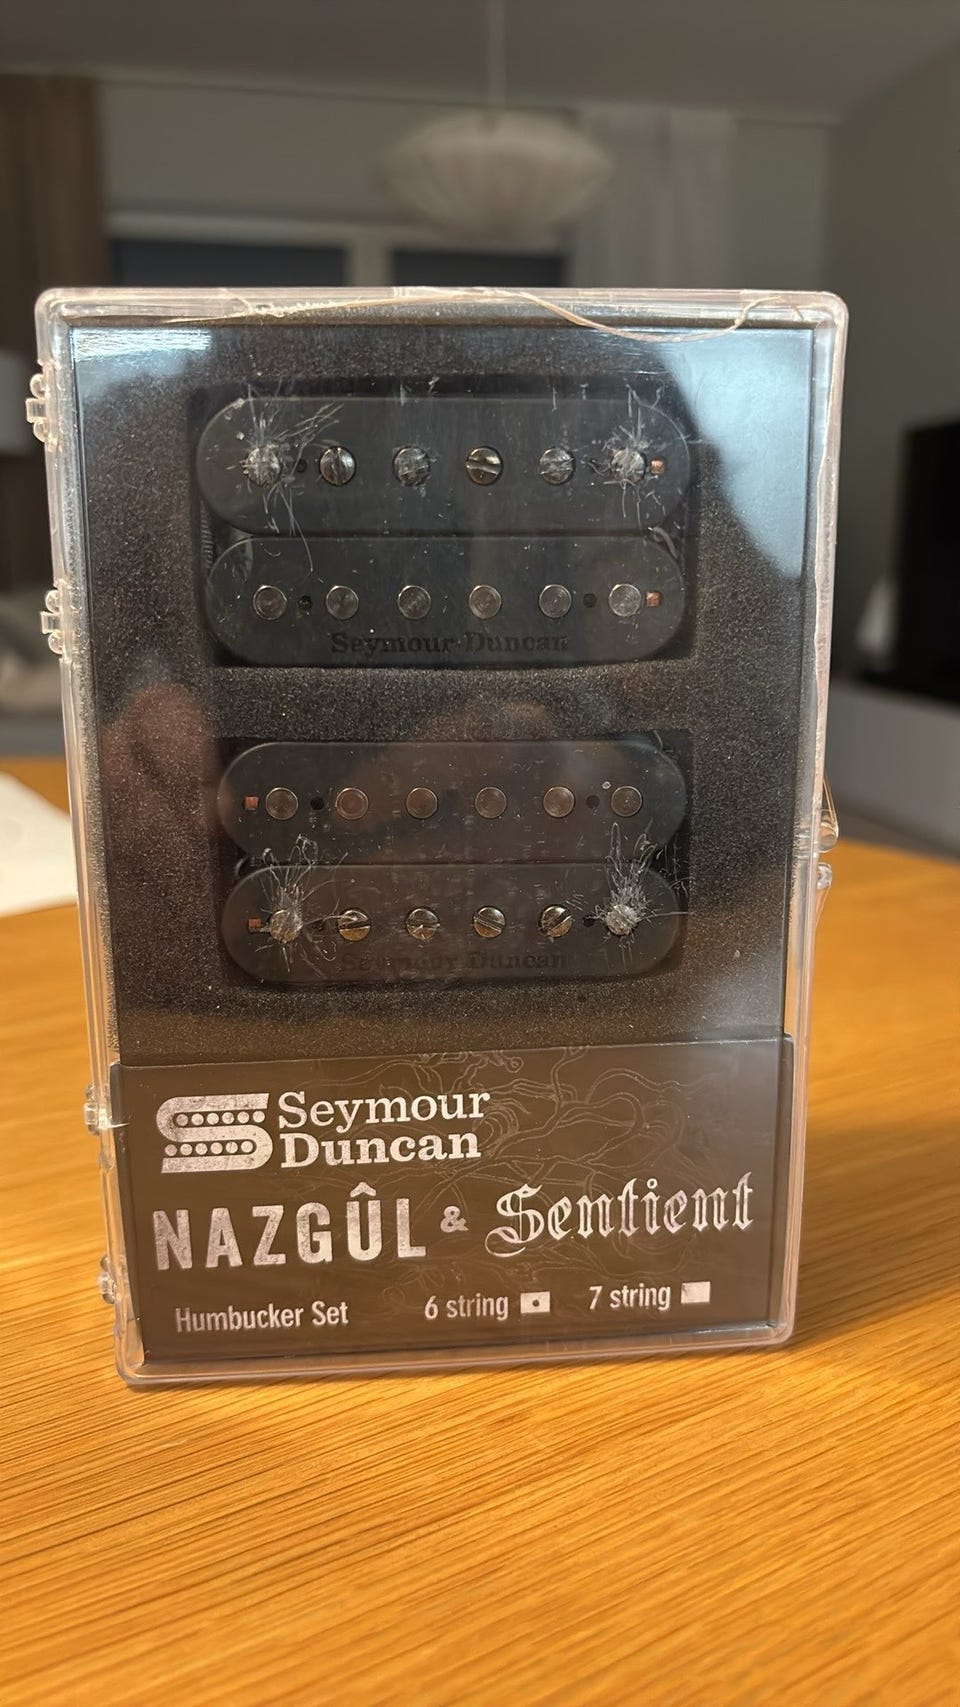 Seymour Duncan
Seymour Duncan
Seymour
Duncan
NAZGÛL & Sentient
Humbucker Set 6 string 7 string